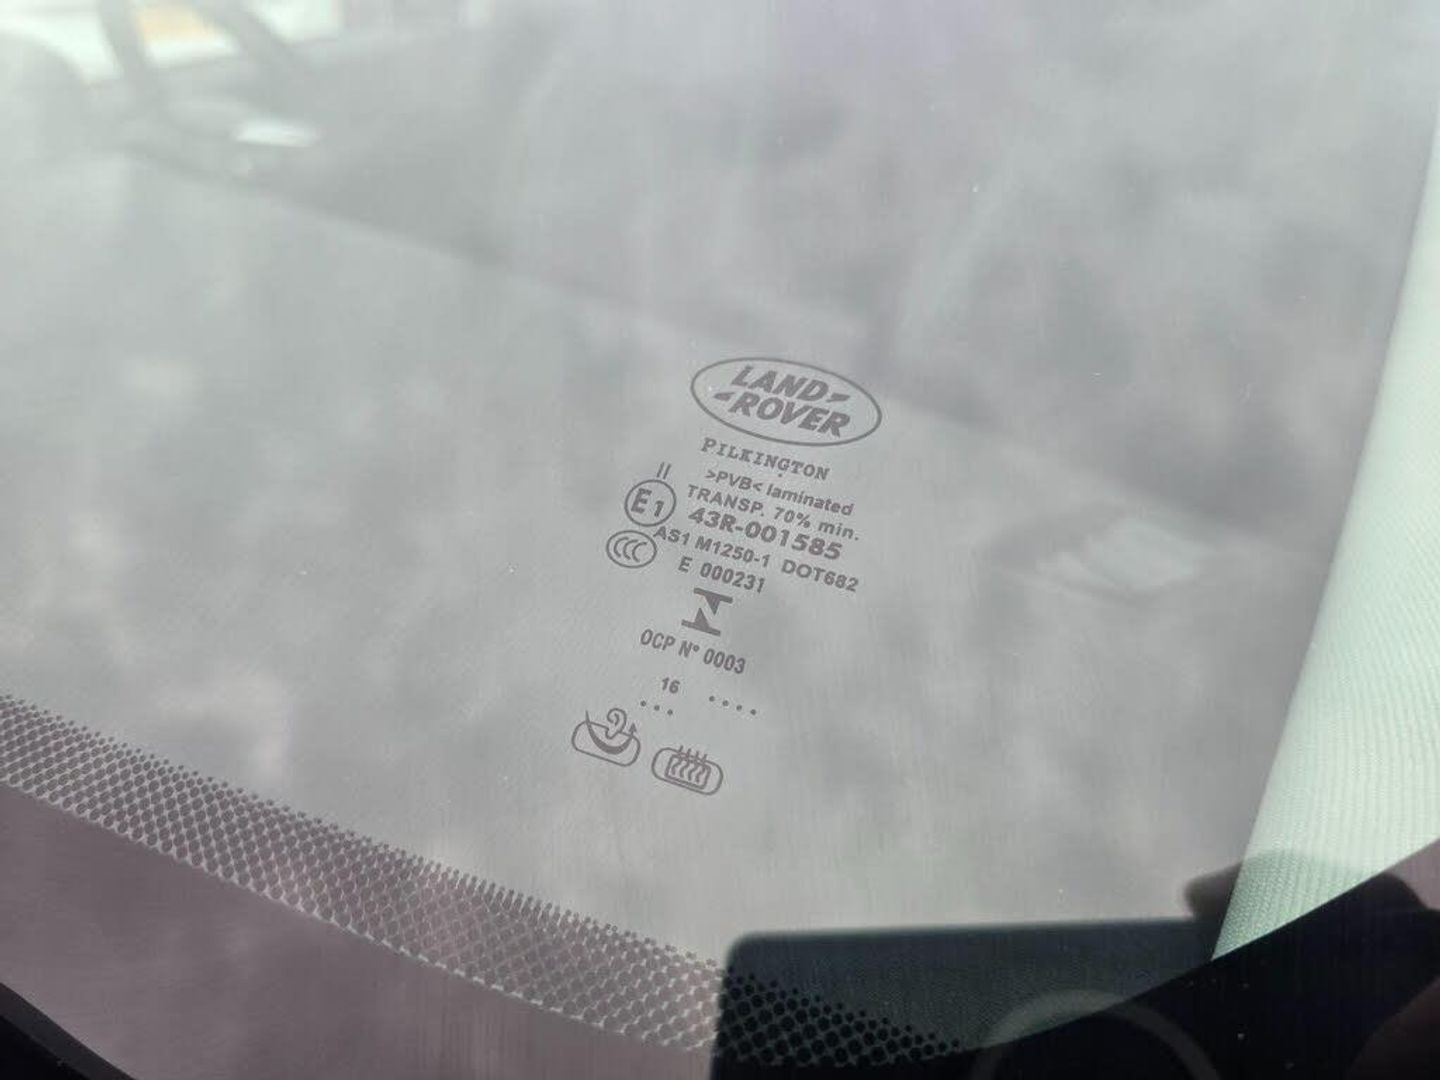 LAND
ROVER
PILKINGTON
//
>PVB< laminated
TRANSP. 70% min.
E1 43R-001585
CCC AS1 M1250-1 DOT682
E 000231
OCP N° 0003
16 ....
...